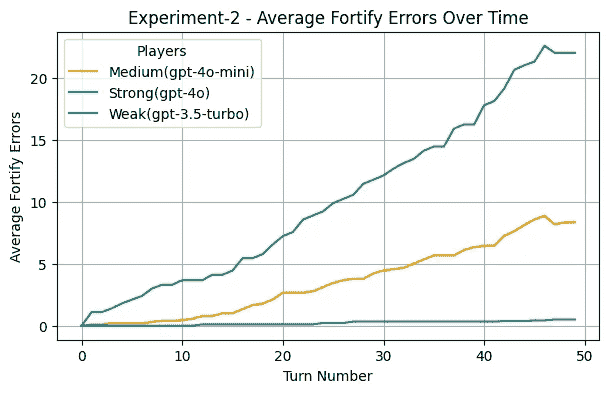 Experiment-2 - Average Fortify Errors Over Time
Players
Medium(gpt-4o-mini)
Strong(gpt-4o)
Weak(gpt-3.5-turbo)
Average Fortify Errors
20
15
10
5
0
0 10 20 30 40 50
Turn Number